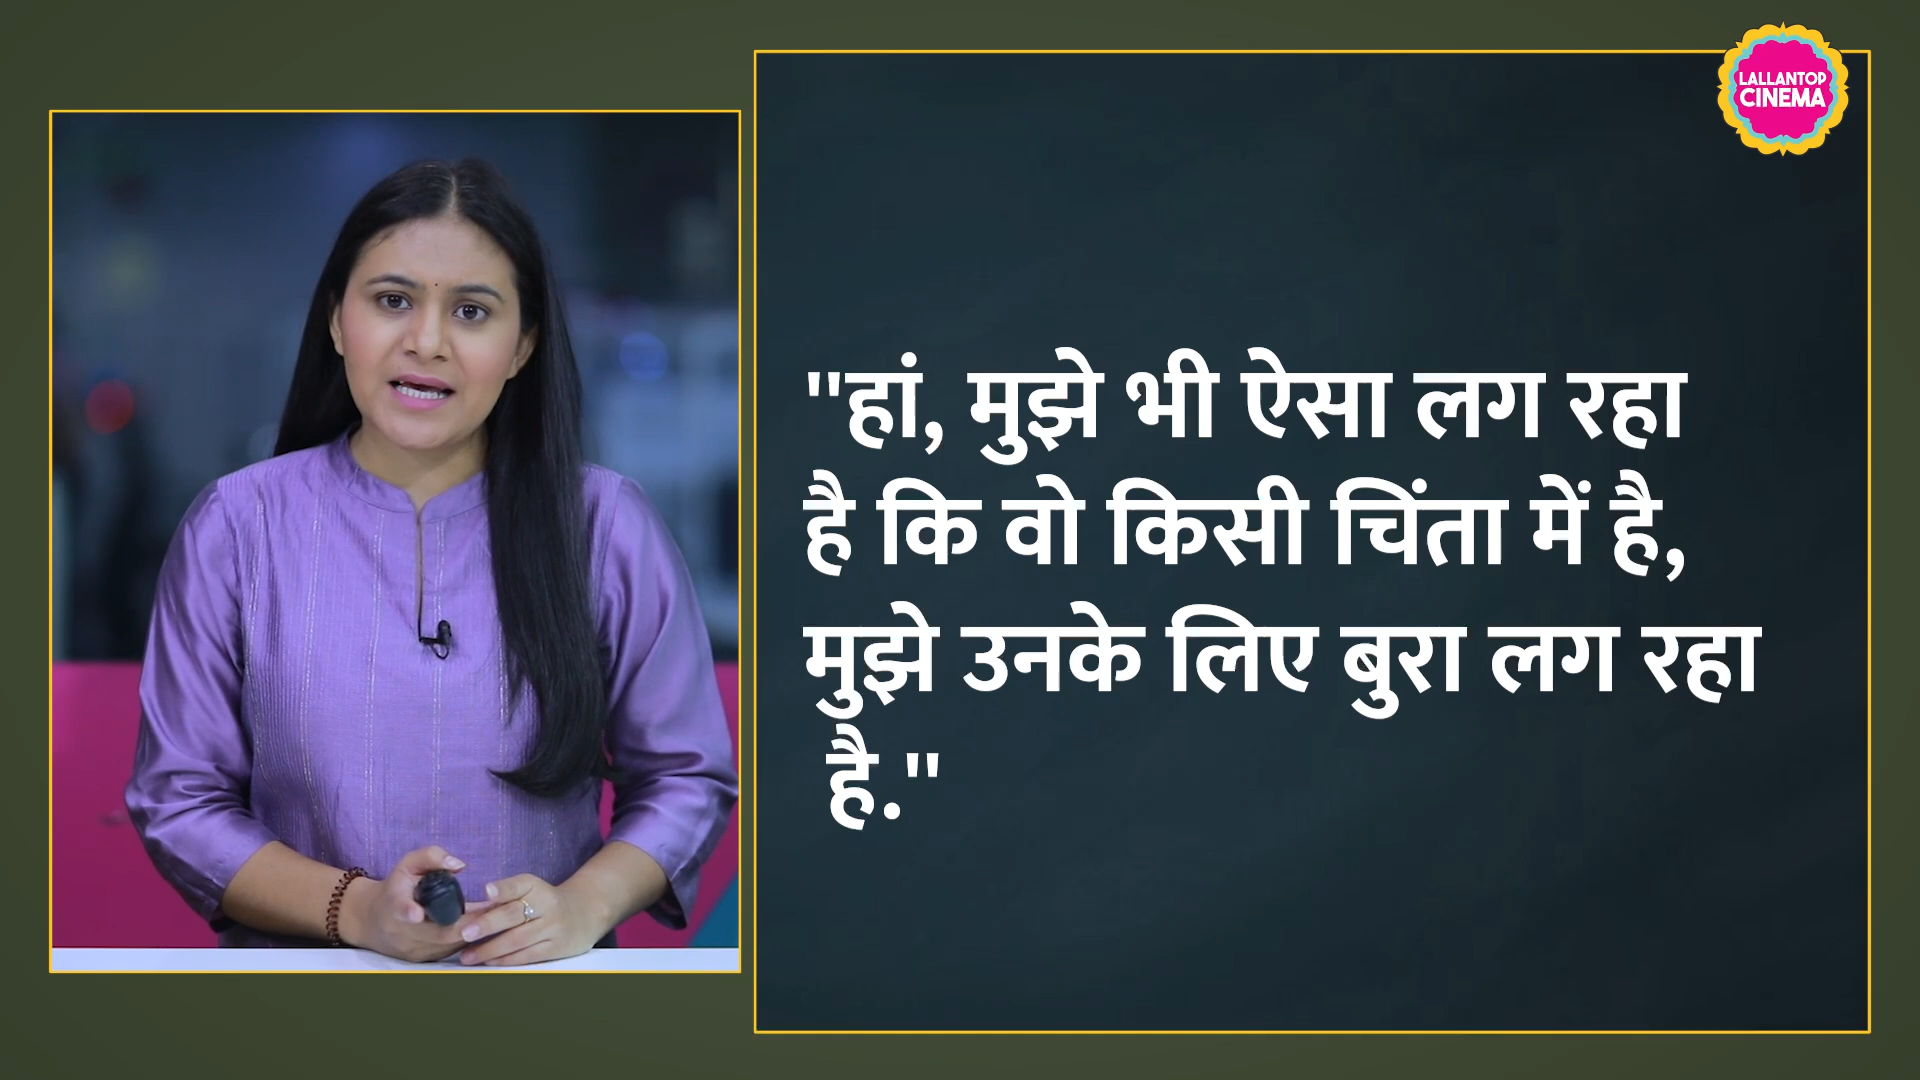 LALLANTOP
CINEMA
"हां, मुझे भी ऐसा लग रहा
है कि वो किसी चिंता में है,
मुझे उनके लिए बुरा लग रहा
है."